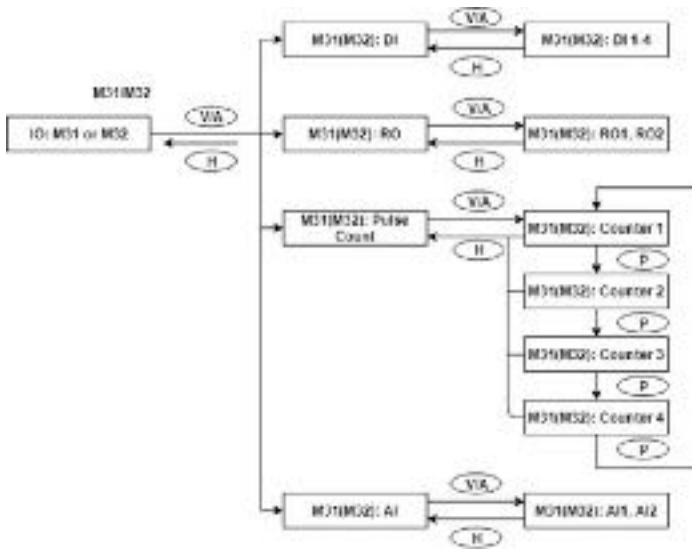 V/A
M31(M32): DI
M31(M32): DI 1-4
H
M31/M32
V/A
V/A
IO: M31 or M32
M31(M32): RO
M31(M32): RO1, RO2
H
H
V/A
M31(M32): Pulse
Count
M31(M32): Counter 1
H
P
M31(M32): Counter 2
P
M31(M32): Counter 3
P
M31(M32): Counter 4
P
V/A
M31(M32): AI
M31(M32): AI1, AI2
H